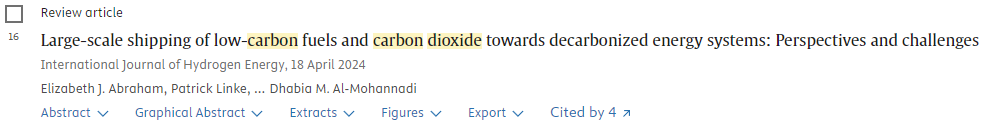 Review article
16
Large-scale shipping of low-carbon fuels and carbon dioxide towards decarbonized energy systems: Perspectives and challenges
International Journal of Hydrogen Energy, 18 April 2024
Elizabeth J. Abraham, Patrick Linke, ... Dhabia M. Al-Mohannadi
Abstract Graphical Abstract Extracts Figures Export Cited by 4